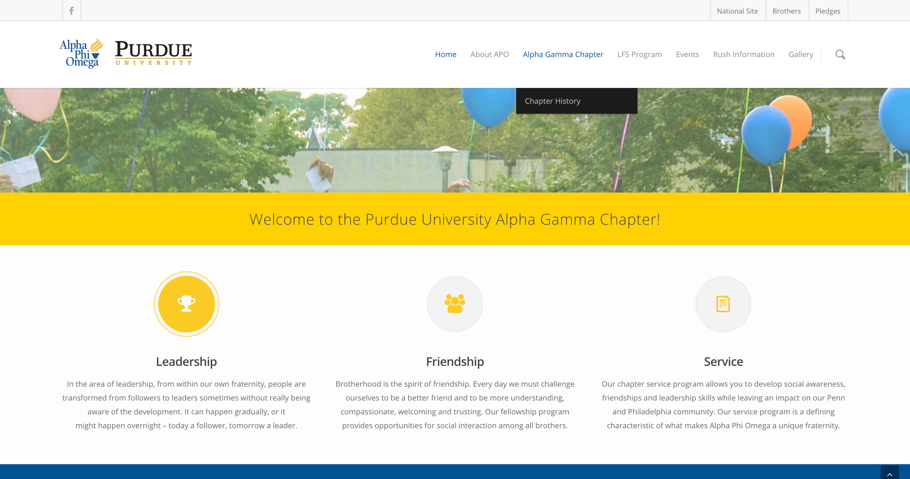 National Site
Brothers
Pledges
Alpha
Phi
Omega
PURDUE
UNIVERSITY
Home
About APO
Alpha Gamma Chapter
LFS Program
Events
Rush Information
Gallery
Chapter History
Welcome to the Purdue University Alpha Gamma Chapter!
Leadership
In the area of leadership, from within our own fraternity, people are
transformed from followers to leaders sometimes without really being
aware of the development. It can happen gradually, or it
might happen overnight – today a follower, tomorrow a leader.
Friendship
Brotherhood is the spirit of friendship. Every day we must challenge
ourselves to be a better friend and to be more understanding,
compassionate, welcoming and trusting. Our fellowship program
provides opportunities for social interaction among all brothers.
Service
Our chapter service program allows you to develop social awareness,
friendships and leadership skills while leaving an impact on our Penn
and Philadelphia community. Our service program is a defining
characteristic of what makes Alpha Phi Omega a unique fraternity.